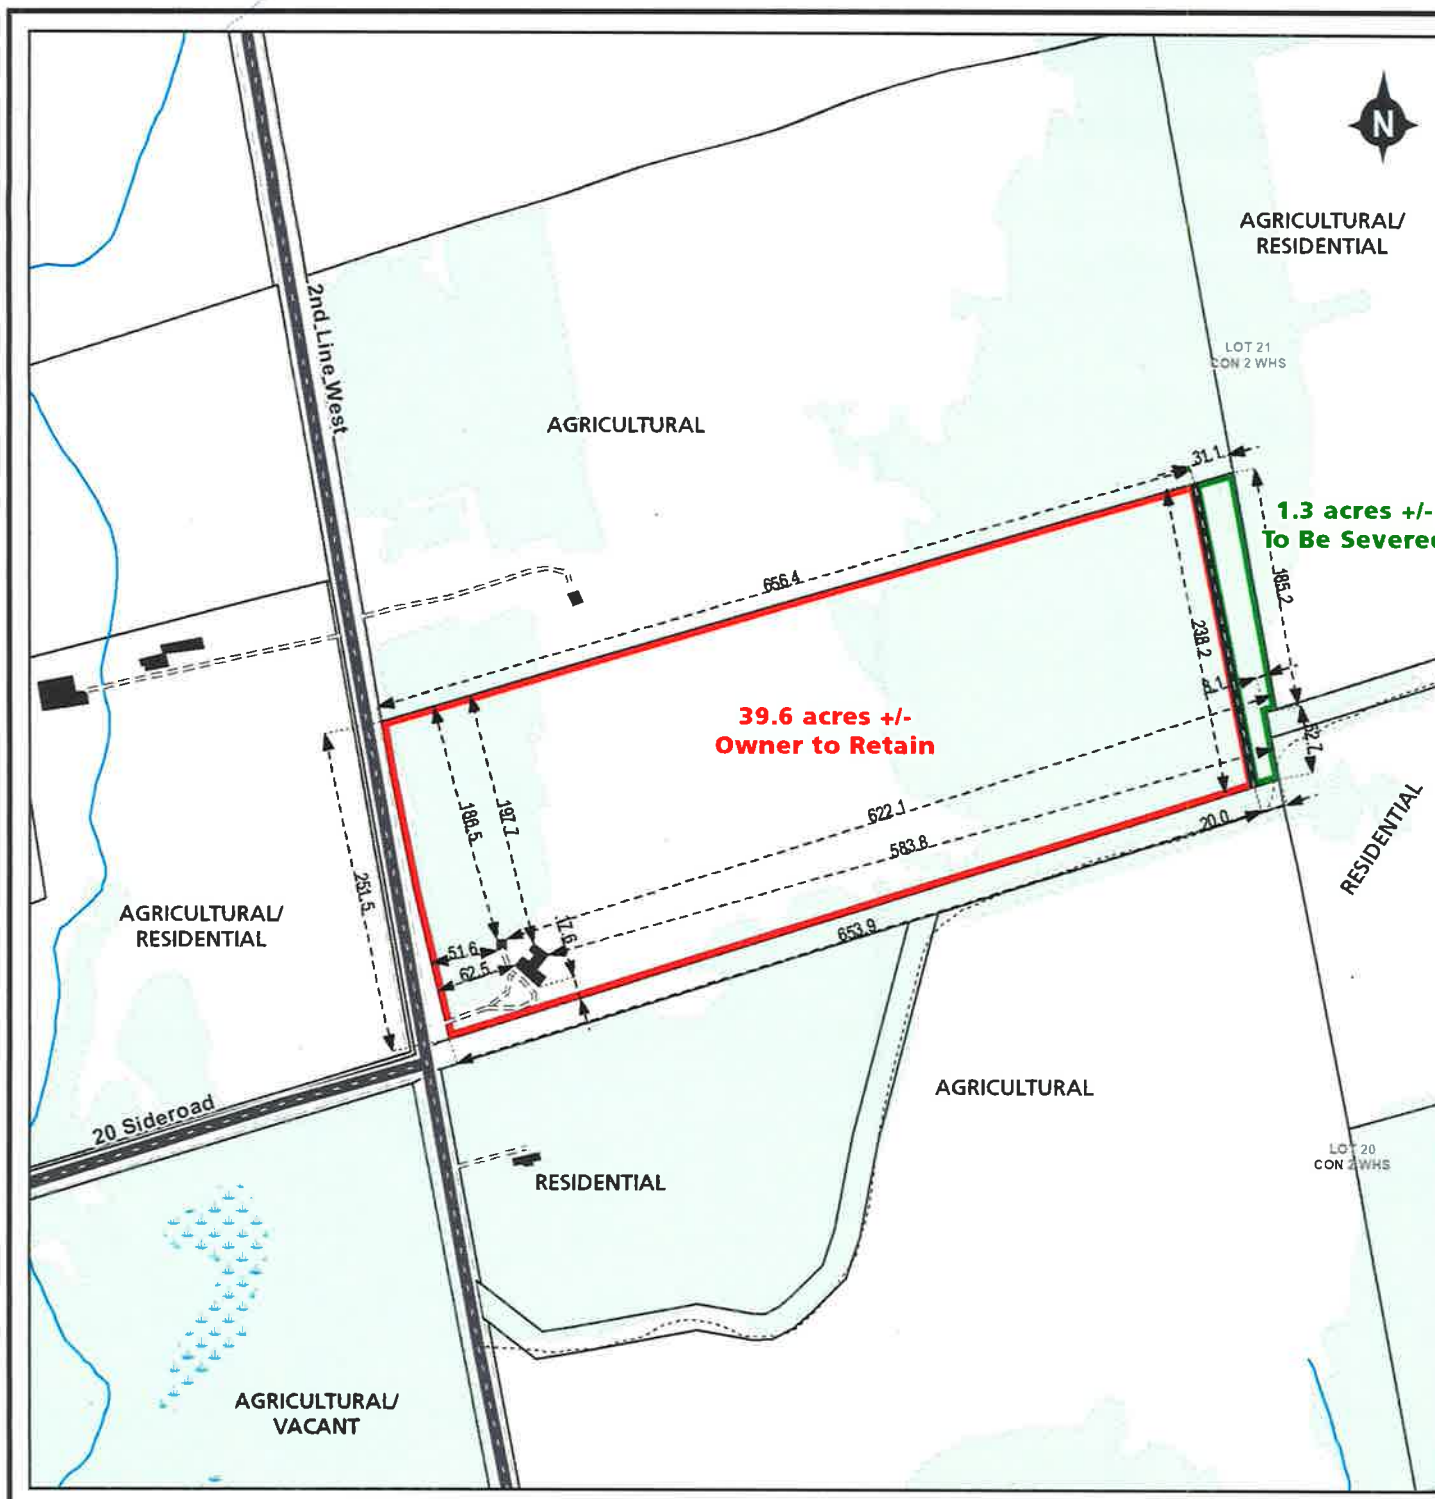 N
AGRICULTURAL/
RESIDENTIAL
2nd Line West
LOT 21
CON 2 WHS
AGRICULTURAL
31.1
1.3 acres +/-
To Be Severed
656.4
185.2
238.2
39.6 acres +/-
Owner to Retain
52.7
186.5
197.7
622.1
583.8
20.0
RESIDENTIAL
251.5
AGRICULTURAL/
RESIDENTIAL
17.6
653.9
51.6
62.5
AGRICULTURAL
20 Sideroad
LOT 20
CON 2 WHS
RESIDENTIAL
AGRICULTURAL/
VACANT